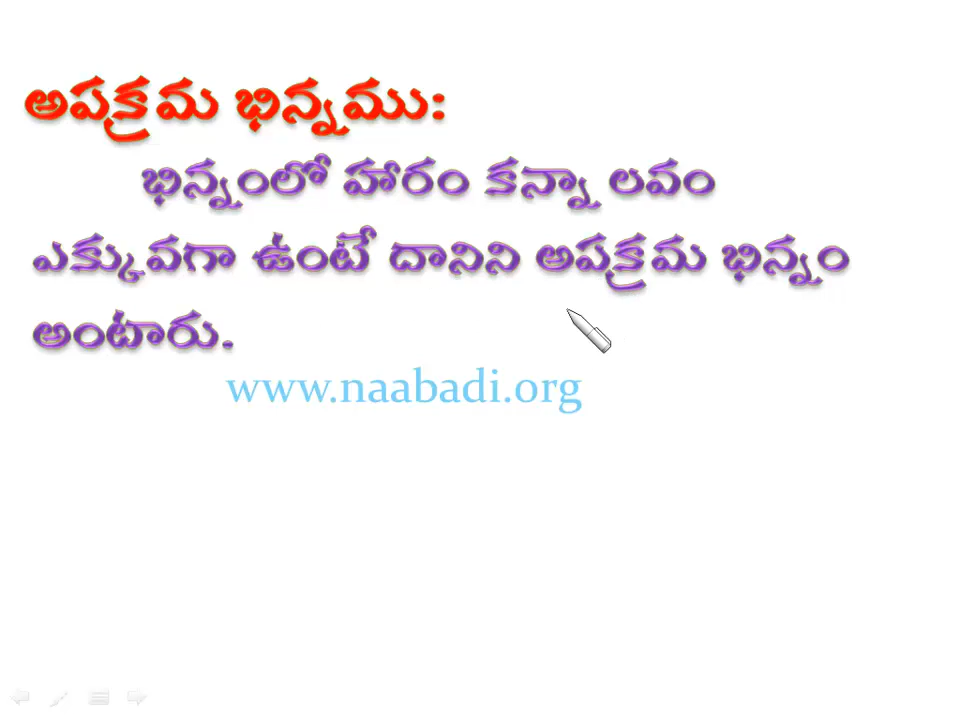 అపక్రమ భిన్నము:
భిన్నంలో హారం కన్నా లవం
ఎక్కువగా ఉంటే దానిని అపక్రమ భిన్నం
అంటారు.
www.naabadi.org